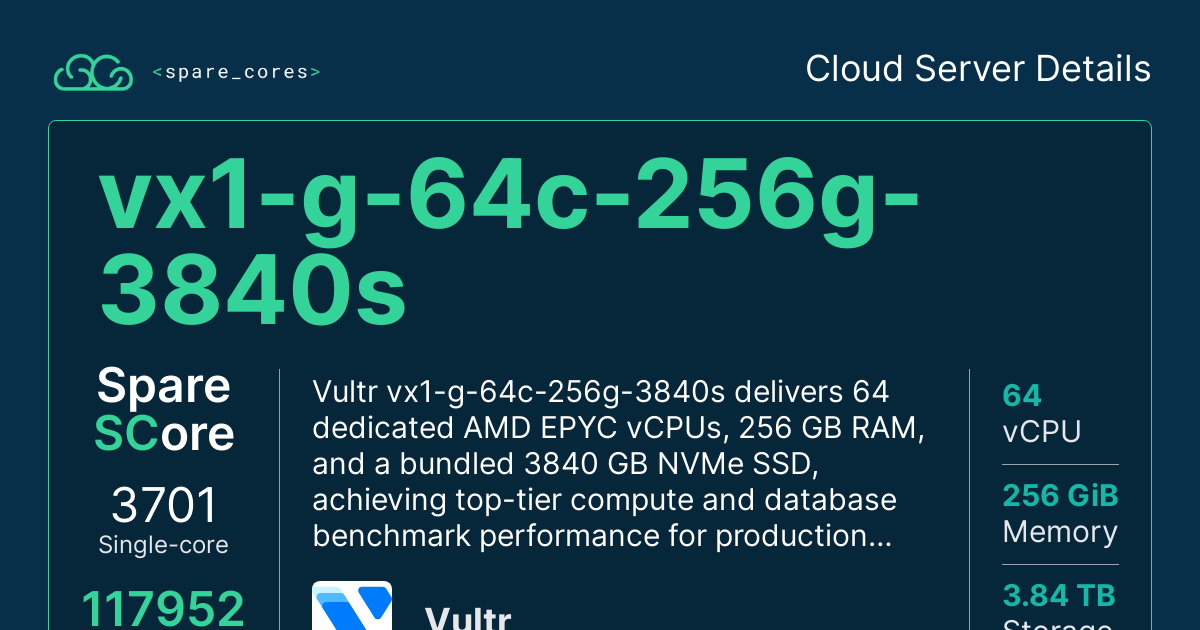 <spare_cores>
Cloud Server Details
vx1-g-64c-256g-
3840s
Spare
SCore
3701
Single-core
117952
Vultr vx1-g-64c-256g-3840s delivers 64
dedicated AMD EPYC vCPUs, 256 GB RAM,
and a bundled 3840 GB NVMe SSD,
achieving top-tier compute and database
benchmark performance for production...
Vultr
64
vCPU
256 GiB
Memory
3.84 TB
Storage